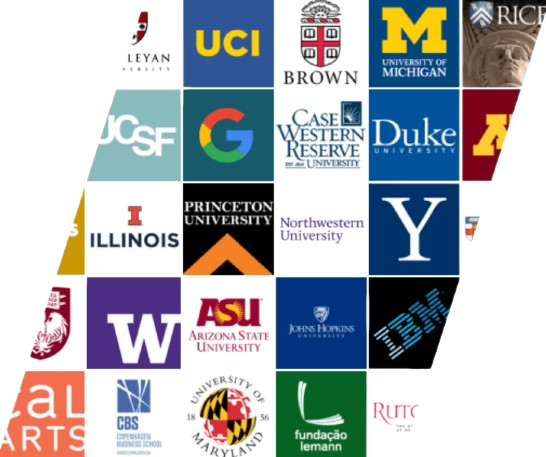 LEYAN
UCI
BROWN
M
UNIVERSITY OF
MICHIGAN
RICE
UCSF
G
CASE
WESTERN
RESERVE
UNIVERSITY
Duke
UNIVERSITY
s
I
ILLINOIS
PRINCETON
UNIVERSITY
Northwestern
University
Y
W
ASU
ARIZONA STATE
UNIVERSITY
JOHNS HOPKINS
UNIVERSITY
IBM
CAL
ARTS
CBS
COPENHAGEN
BUSINESS SCHOOL
UNIVERSITY OF
18 56
MARYLAND
fundação
lemann
RUTG